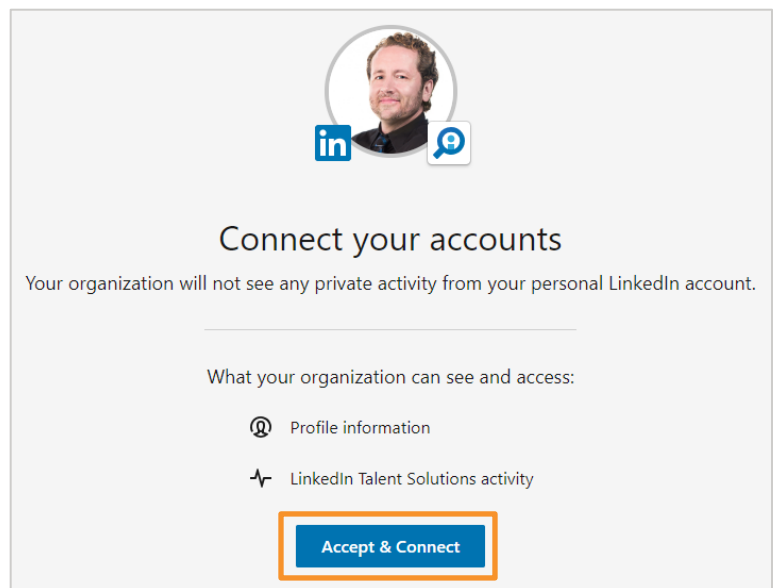 in
Connect your accounts
Your organization will not see any private activity from your personal LinkedIn account.
What your organization can see and access:
Profile information
LinkedIn Talent Solutions activity
Accept & Connect